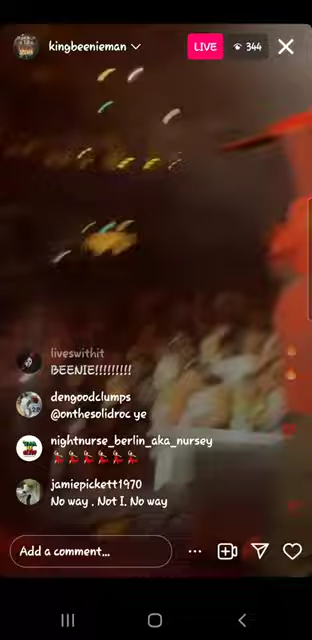 kingbeenieman
LIVE
344
liveswithit
BEENIE!!!!!!!!!
dengoodclumps
@onthesolidroc ye
nightnurse_berlin_aka_nursey
💃💃💃💃💃💃
jamiepickett1970
No way . Not I. No way
Add a comment...